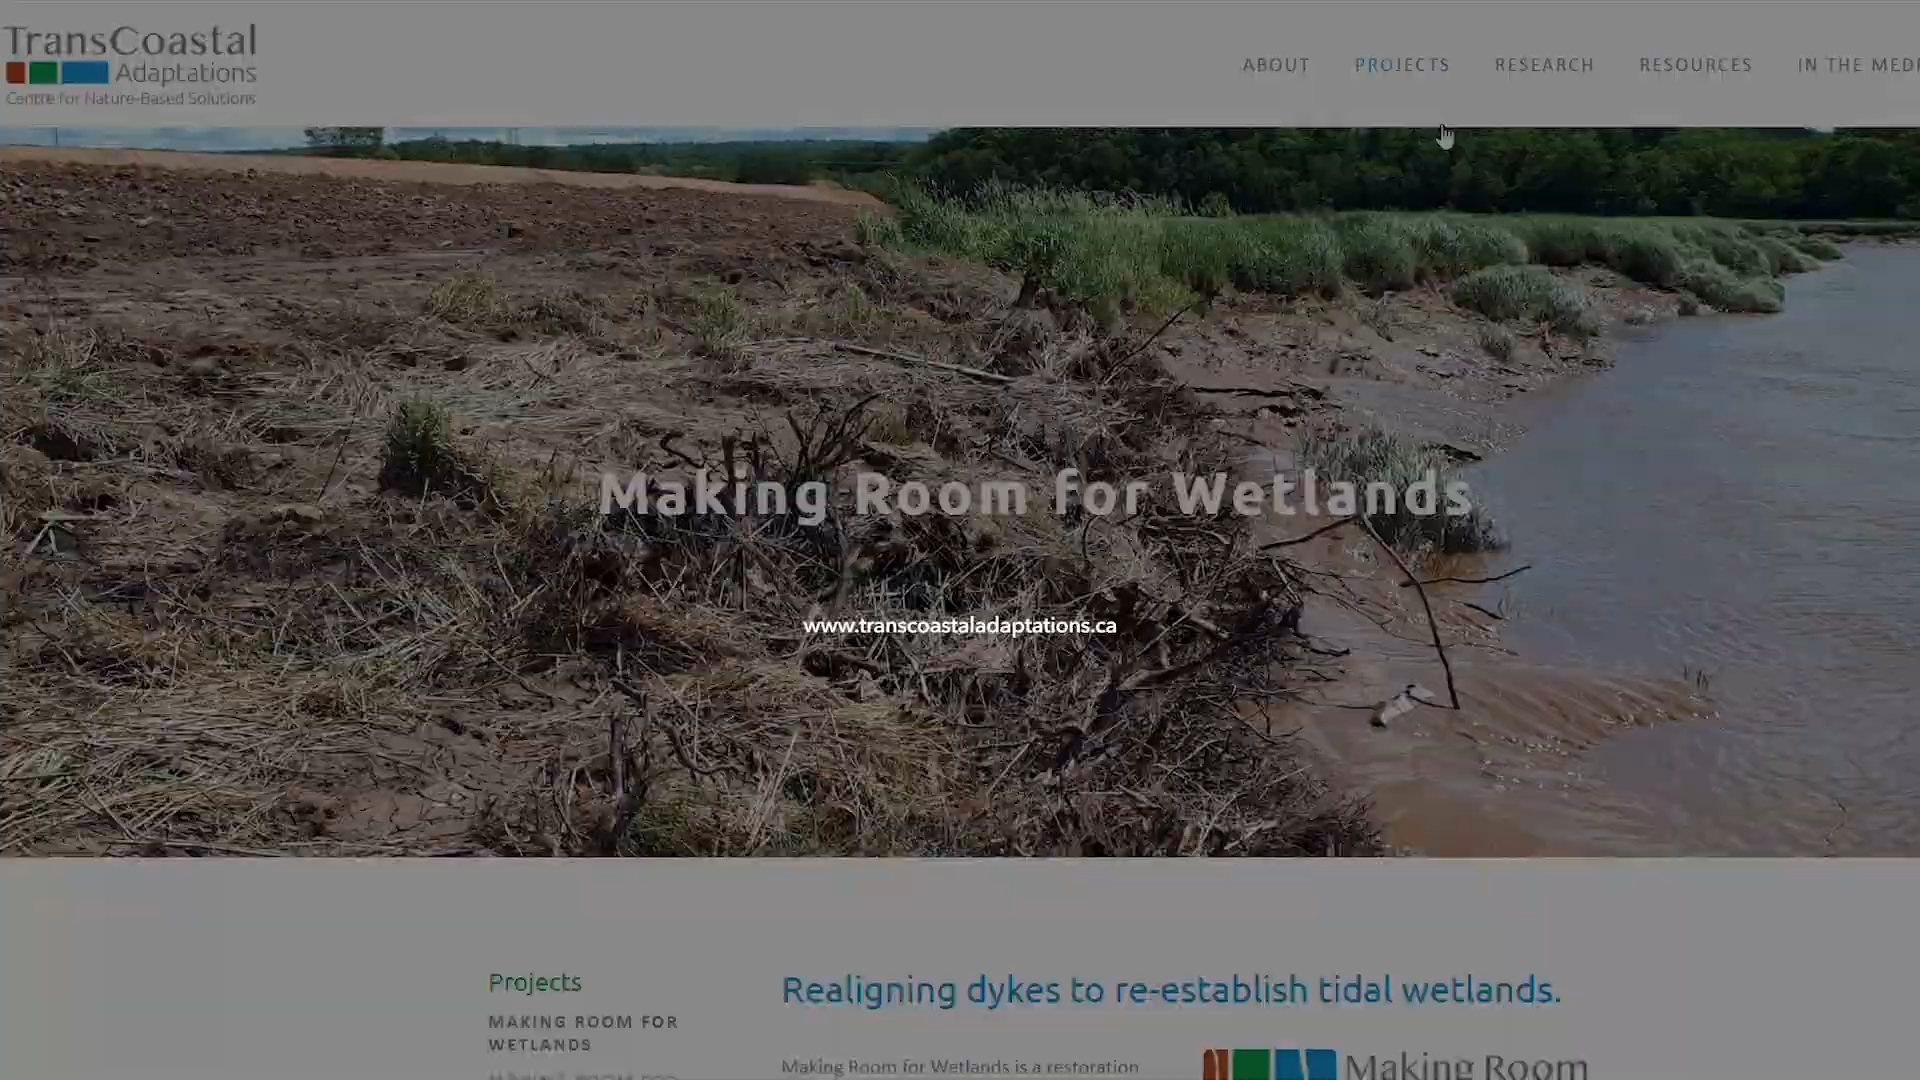 TransCoastal
Adaptations
Centre for Nature-Based Solutions
ABOUT PROJECTS RESEARCH RESOURCES IN THE
Making Room for Wetlands
www.transcoastaladaptations.ca
Projects
MAKING ROOM FOR
WETLANDS
Realigning dykes to re-establish tidal wetlands.
Making Room for Wetlands is a restoration
Making Room